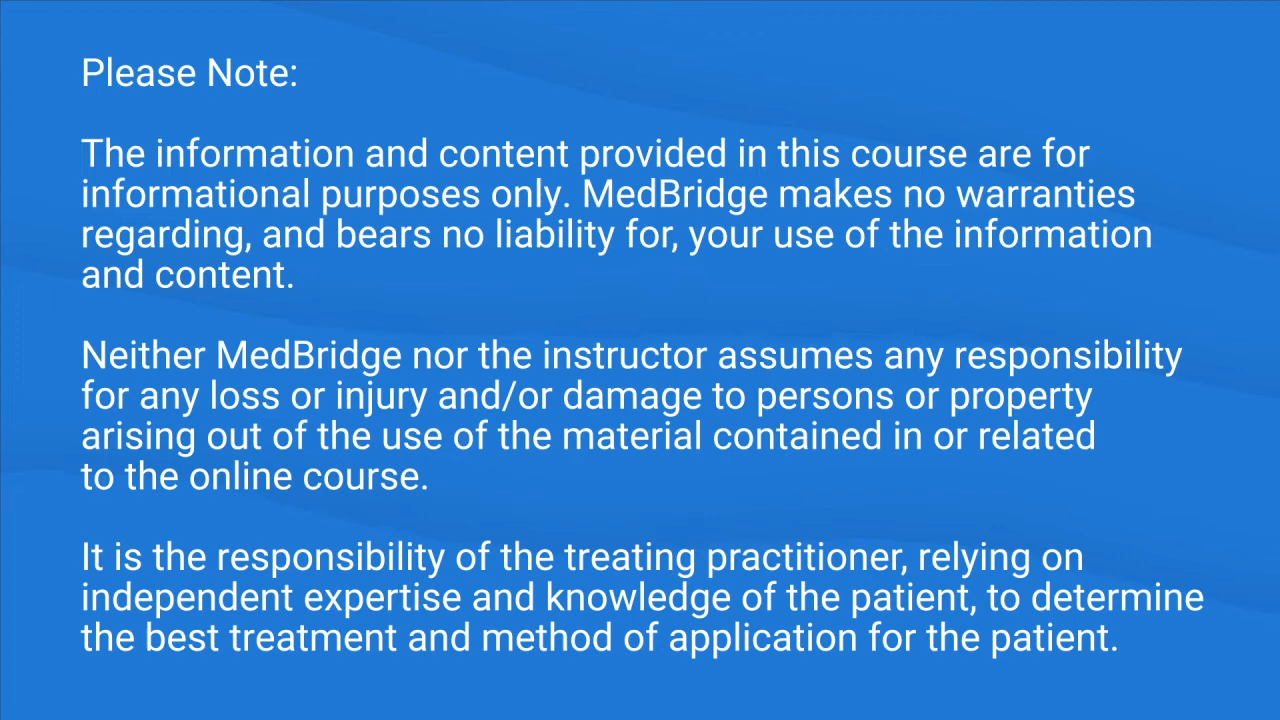 Please Note:
The information and content provided in this course are for
informational purposes only. MedBridge makes no warranties
regarding, and bears no liability for, your use of the information
and content.
Neither MedBridge nor the instructor assumes any responsibility
for any loss or injury and/or damage to persons or property
arising out of the use of the material contained in or related
to the online course.
It is the responsibility of the treating practitioner, relying on
independent expertise and knowledge of the patient, to determine
the best treatment and method of application for the patient.